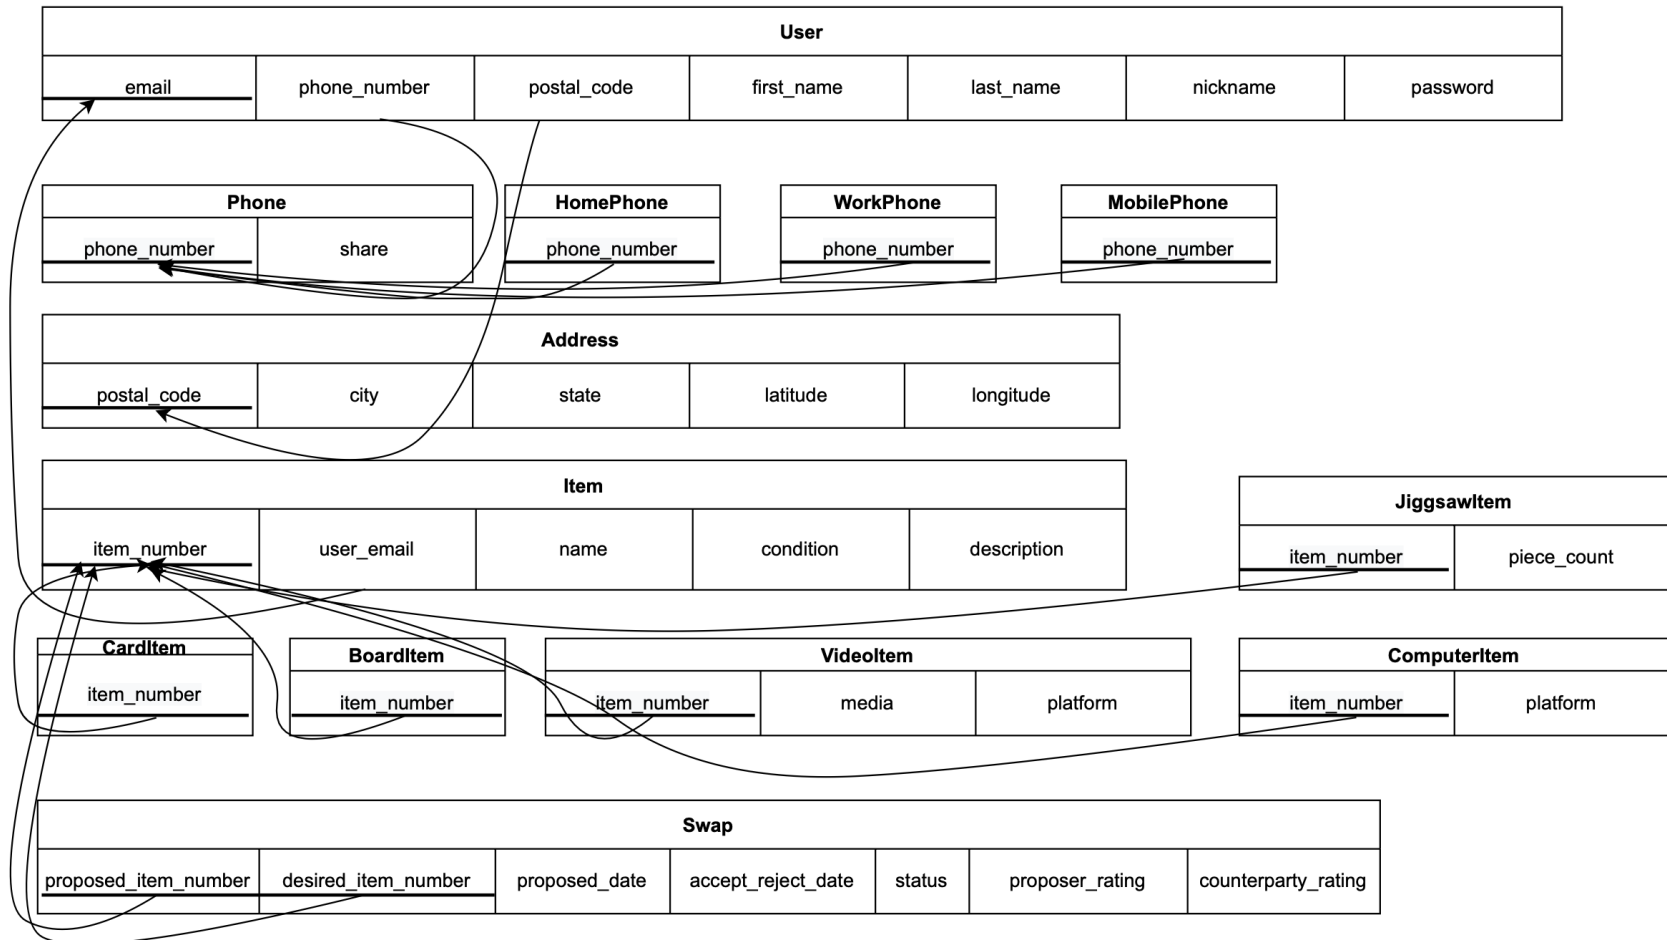 User
email phone_number postal_code first_name last_name nickname password
Phone HomePhone WorkPhone MobilePhone
phone_number share phone_number phone_number phone_number
Address
postal_code city state latitude longitude
Item
JiggsawItem
item_number user_email name condition description
item_number piece_count
CardItem BoardItem VideoItem ComputerItem
item_number item_number item_number media platform item_number platform
Swap
proposed_item_number desired_item_number proposed_date accept_reject_date status proposer_rating counterparty_rating